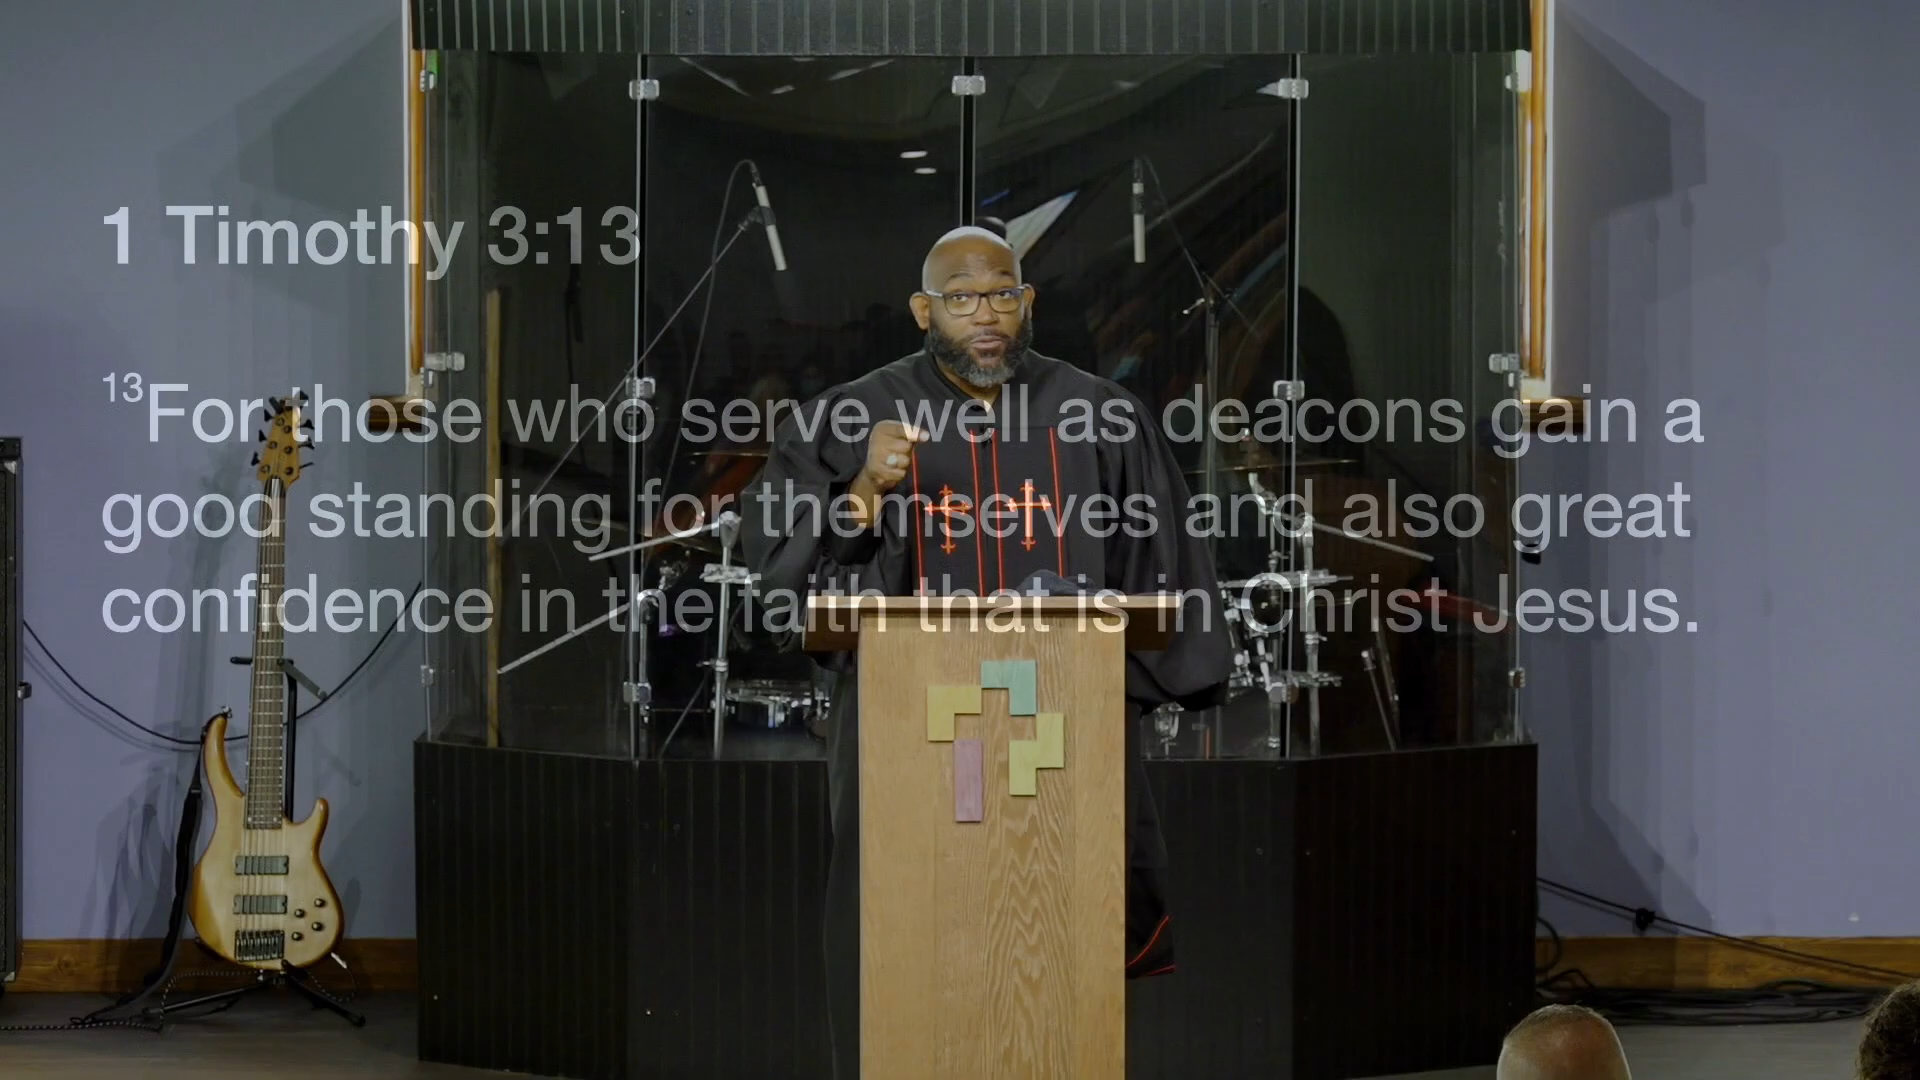 1 Timothy 3:13
13For those who serve well as deacons gain a
good standing for themselves and also great
confidence in the faith that is in Christ Jesus.